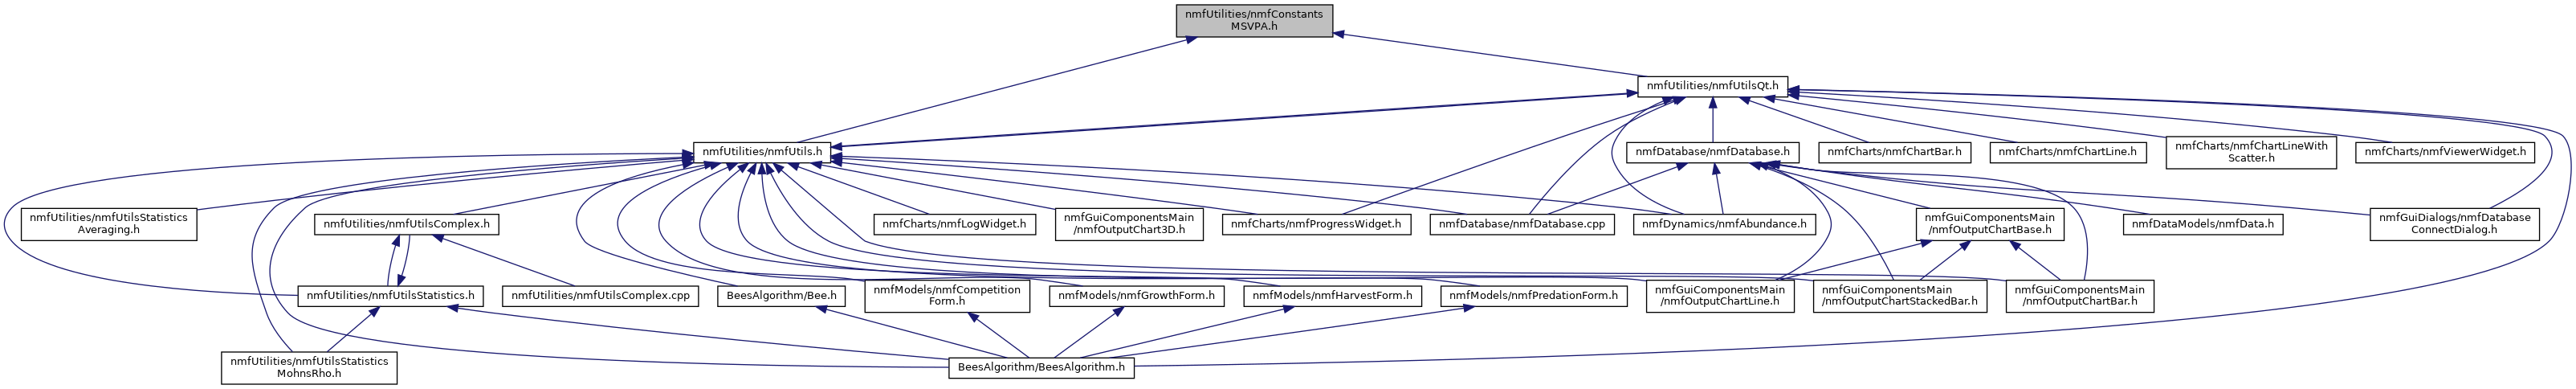 nmfUtilities/nmfConstants
MSVPA.h
nmfUtilities/nmfUtilsQt.h
nmfUtilities/nmfUtils.h
nmfDatabase/nmfDatabase.h
nmfCharts/nmfChartBar.h
nmfCharts/nmfChartLine.h
nmfCharts/nmfChartLineWith
Scatter.h
nmfCharts/nmfViewerWidget.h
nmfUtilities/nmfUtilsStatistics
Averaging.h
nmfUtilities/nmfUtilsComplex.h
nmfCharts/nmfLogWidget.h
nmfGuiComponentsMain
/nmfOutputChart3D.h
nmfCharts/nmfProgressWidget.h
nmfDatabase/nmfDatabase.cpp
nmfDynamics/nmfAbundance.h
nmfGuiComponentsMain
/nmfOutputChartBase.h
nmfDataModels/nmfData.h
nmfGuiDialogs/nmfDatabase
ConnectDialog.h
nmfUtilities/nmfUtilsStatistics.h
nmfUtilities/nmfUtilsComplex.cpp
BeesAlgorithm/Bee.h
nmfModels/nmfCompetition
Form.h
nmfModels/nmfGrowthForm.h
nmfModels/nmfHarvestForm.h
nmfModels/nmfPredationForm.h
nmfGuiComponentsMain
/nmfOutputChartLine.h
nmfGuiComponentsMain
/nmfOutputChartStackedBar.h
nmfGuiComponentsMain
/nmfOutputChartBar.h
nmfUtilities/nmfUtilsStatistics
MohnsRho.h
BeesAlgorithm/BeesAlgorithm.h